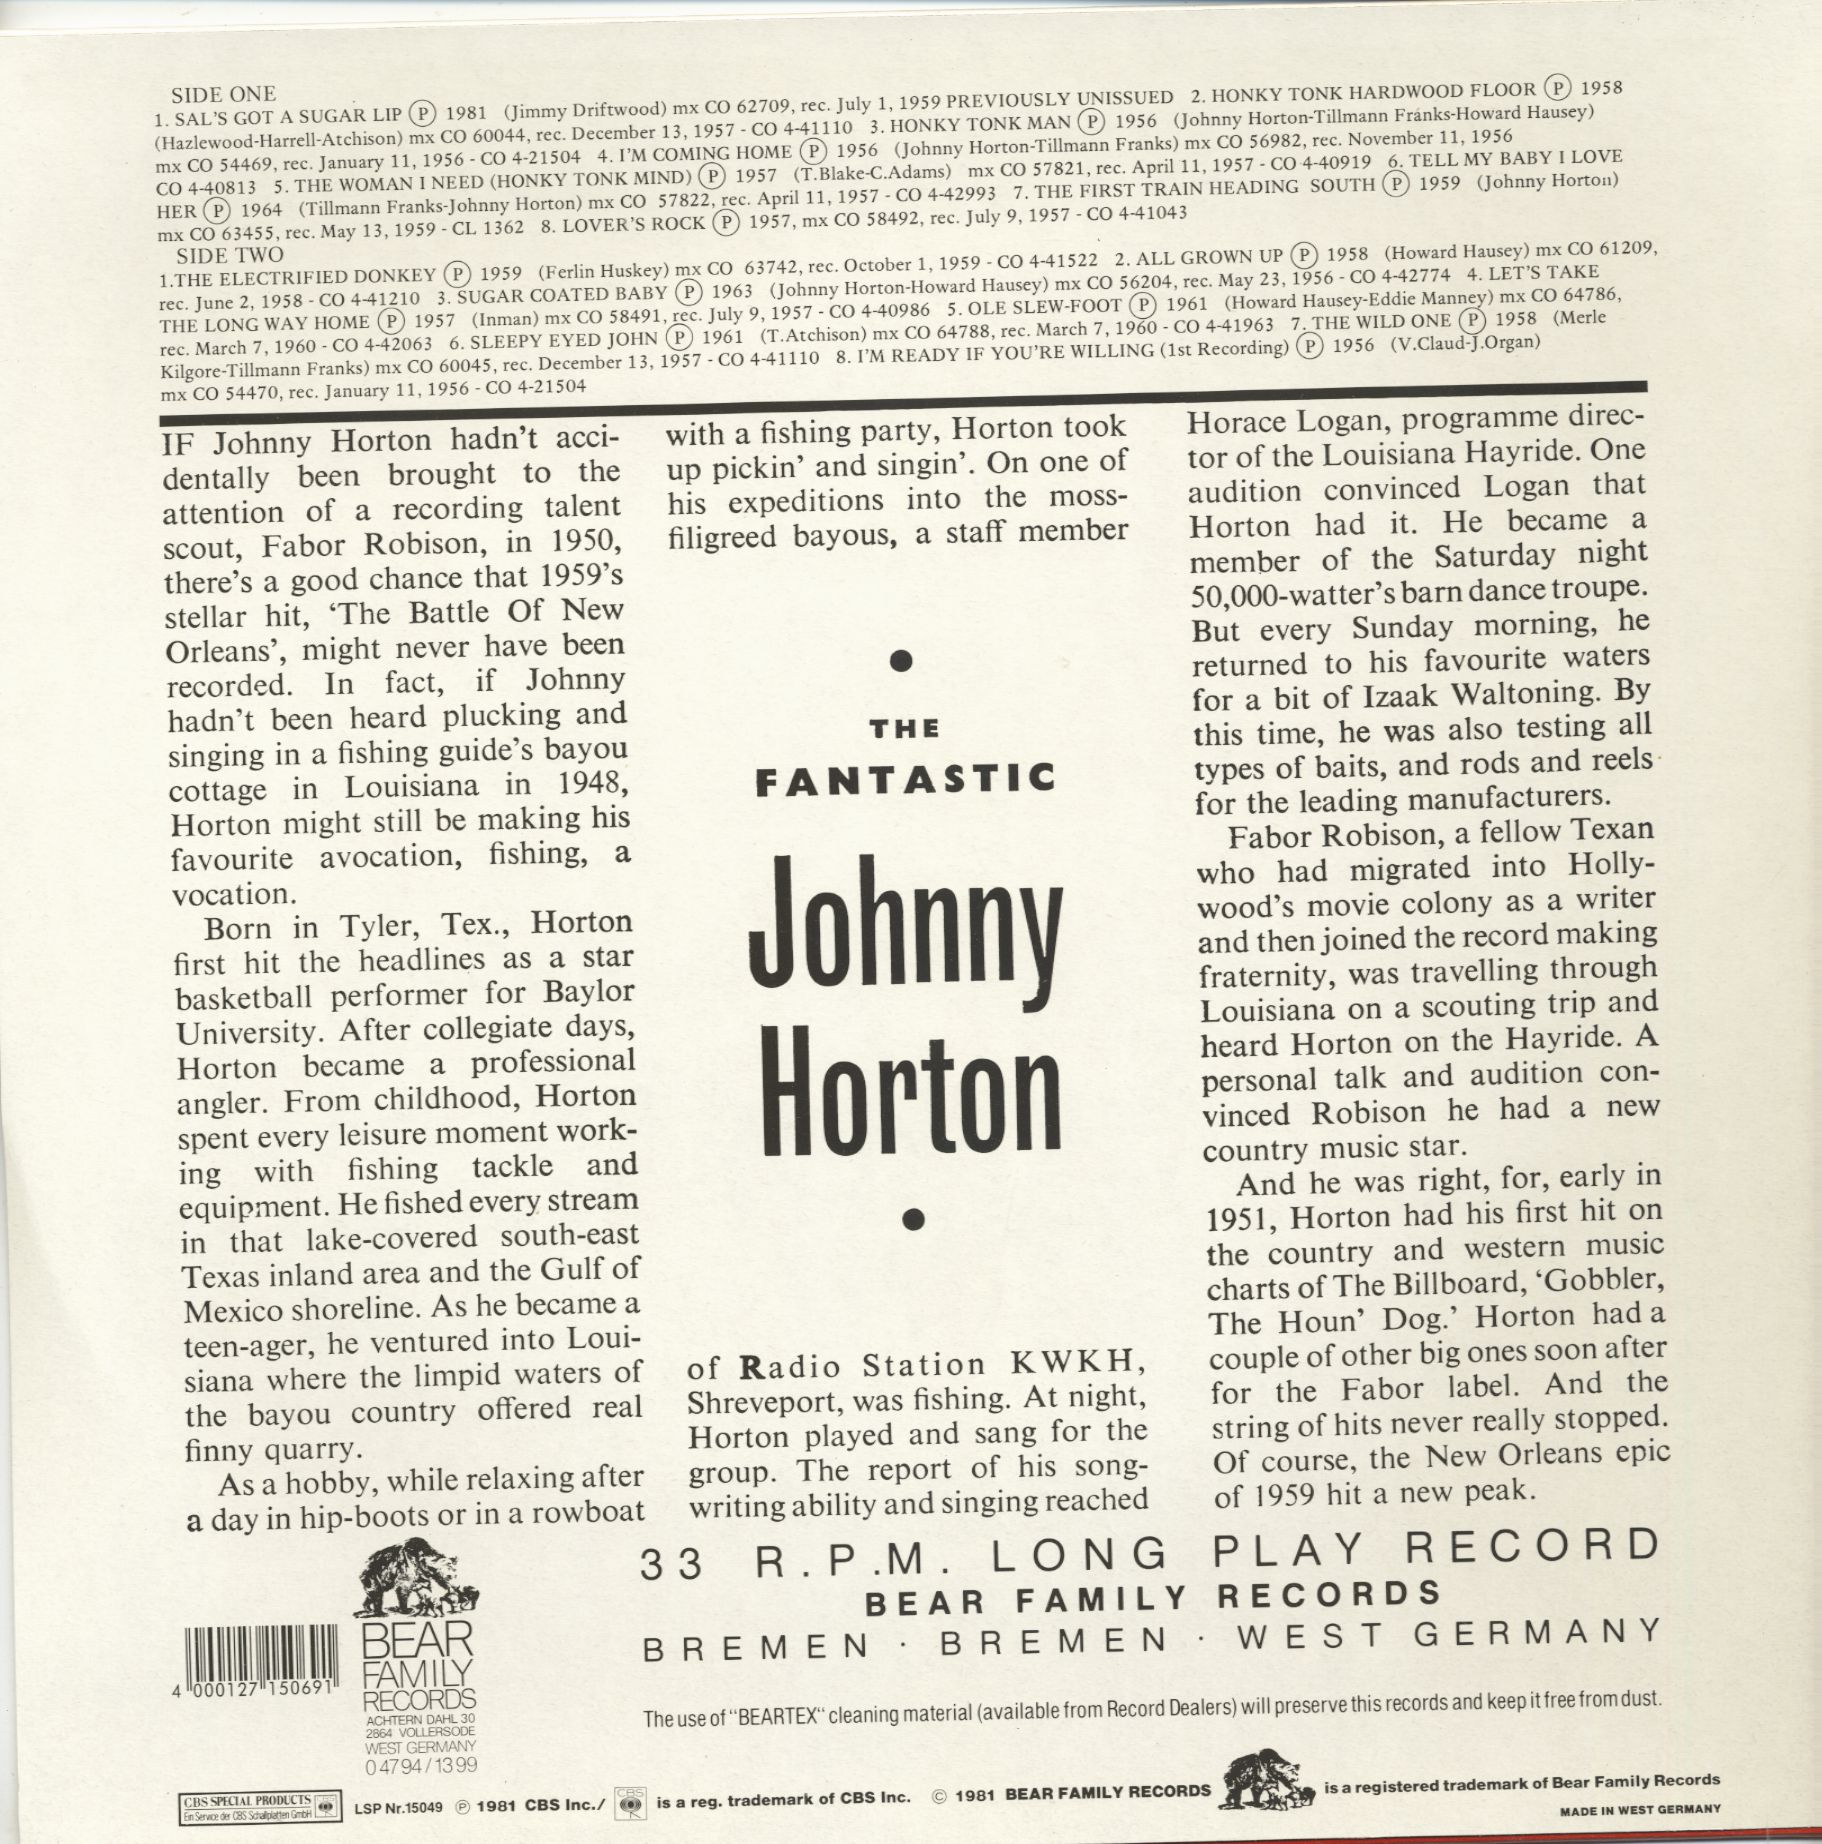 SIDE ONE
1. SAL'S GOT A SUGAR LIP Ⓟ 1981 (Jimmy Driftwood) mx CO 62709, rec. July 1, 1959 PREVIOUSLY UNISSUED 2. HONKY TONK HARDWOOD FLOOR Ⓟ 1958
(Hazlewood-Harrell-Atchison) mx CO 60044, rec. December 13, 1957 - CO 4-41110 3. HONKY TONK MAN Ⓟ 1956 (Johnny Horton-Tillmann Franks-Howard Hausey)
mx CO 54469, rec. January 11, 1956 - CO 4-21504 4. I'M COMING HOME Ⓟ 1956 (Johnny Horton-Tillmann Franks) mx CO 56982, rec. November 11, 1956
CO 4-40813 5. THE WOMAN I NEED (HONKY TONK MIND) Ⓟ 1957 (T.Blake-C.Adams) mx CO 57821, rec. April 11, 1957 - CO 4-40919 6. TELL MY BABY I LOVE
HER Ⓟ 1964 (Tillmann Franks-Johnny Horton) mx CO 57822, rec. April 11, 1957 - CO 4-42993 7. THE FIRST TRAIN HEADING SOUTH Ⓟ 1959 (Johnny Horton)
mx CO 63455, rec. May 13, 1959 - CL 1362 8. LOVER'S ROCK Ⓟ 1957, mx CO 58492, rec. July 9, 1957 - CO 4-41043
SIDE TWO
1.THE ELECTRIFIED DONKEY Ⓟ 1959 (Ferlin Huskey) mx CO 63742, rec. October 1, 1959 - CO 4-41522 2. ALL GROWN UP Ⓟ 1958 (Howard Hausey) mx CO 61209,
rec. June 2, 1958 - CO 4-41210 3. SUGAR COATED BABY Ⓟ 1963 (Johnny Horton-Howard Hausey) mx CO 56204, rec. May 23, 1956 - CO 4-42774 4. LET'S TAKE
THE LONG WAY HOME Ⓟ 1957 (Inman) mx CO 58491, rec. July 9, 1957 - CO 4-40986 5. OLE SLEW-FOOT Ⓟ 1961 (Howard Hausey-Eddie Manney) mx CO 64786,
rec. March 7, 1960 - CO 4-42063 6. SLEEPY EYED JOHN Ⓟ 1961 (T.Atchison) mx CO 64788, rec. March 7, 1960 - CO 4-41963 7. THE WILD ONE Ⓟ 1958 (Merle
Kilgore-Tillmann Franks) mx CO 60045, rec. December 13, 1957 - CO 4-41110 8. I'M READY IF YOU'RE WILLING (1st Recording) Ⓟ 1956 (V.Claud-J.Organ)
mx CO 54470, rec. January 11, 1956 - CO 4-21504
IF Johnny Horton hadn't acci-
dentally been brought to the
attention of a recording talent
scout, Fabor Robison, in 1950,
there's a good chance that 1959's
stellar hit, 'The Battle Of New
Orleans', might never have been
recorded. In fact, if Johnny
hadn't been heard plucking and
singing in a fishing guide's bayou
cottage in Louisiana in 1948,
Horton might still be making his
favourite avocation, fishing, a
vocation.
Born in Tyler, Tex., Horton
first hit the headlines as a star
basketball performer for Baylor
University. After collegiate days,
Horton became a professional
angler. From childhood, Horton
spent every leisure moment work-
ing with fishing tackle and
equipment. He fished every stream
in that lake-covered south-east
Texas inland area and the Gulf of
Mexico shoreline. As he became a
teen-ager, he ventured into Loui-
siana where the limpid waters of
the bayou country offered real
finny quarry.
As a hobby, while relaxing after
a day in hip-boots or in a rowboat
with a fishing party, Horton took
up pickin' and singin'. On one of
his expeditions into the moss-
filigreed bayous, a staff member
•
THE
FANTASTIC
Johnny
Horton
•
of Radio Station KWKH,
Shreveport, was fishing. At night,
Horton played and sang for the
group. The report of his song-
writing ability and singing reached
Horace Logan, programme direc-
tor of the Louisiana Hayride. One
audition convinced Logan that
Horton had it. He became a
member of the Saturday night
50,000-watter's barn dance troupe.
But every Sunday morning, he
returned to his favourite waters
for a bit of Izaak Waltoning. By
this time, he was also testing all
types of baits, and rods and reels
for the leading manufacturers.
Fabor Robison, a fellow Texan
who had migrated into Holly-
wood's movie colony as a writer
and then joined the record making
fraternity, was travelling through
Louisiana on a scouting trip and
heard Horton on the Hayride. A
personal talk and audition con-
vinced Robison he had a new
country music star.
And he was right, for, early in
1951, Horton had his first hit on
the country and western music
charts of The Billboard, 'Gobbler,
The Houn' Dog.' Horton had a
couple of other big ones soon after
for the Fabor label. And the
string of hits never really stopped.
Of course, the New Orleans epic
of 1959 hit a new peak.
33 R.P.M. LONG PLAY RECORD
BEAR FAMILY RECORDS
BREMEN · BREMEN · WEST GERMANY
4 000127 150691
BEAR
FAMILY
RECORDS
ACHTERN DAHL 30
2864 VOLLERSODE
WEST GERMANY
0 47 94 / 13 99
The use of "BEARTEX" cleaning material (available from Record Dealers) will preserve this records and keep it free from dust.
CBS SPECIAL PRODUCTS
Ein Service der CBS Schallplatten GmbH
LSP Nr.15049 Ⓟ 1981 CBS Inc./ CBS is a reg. trademark of CBS Inc. © 1981 BEAR FAMILY RECORDS is a registered trademark of Bear Family Records
MADE IN WEST GERMANY